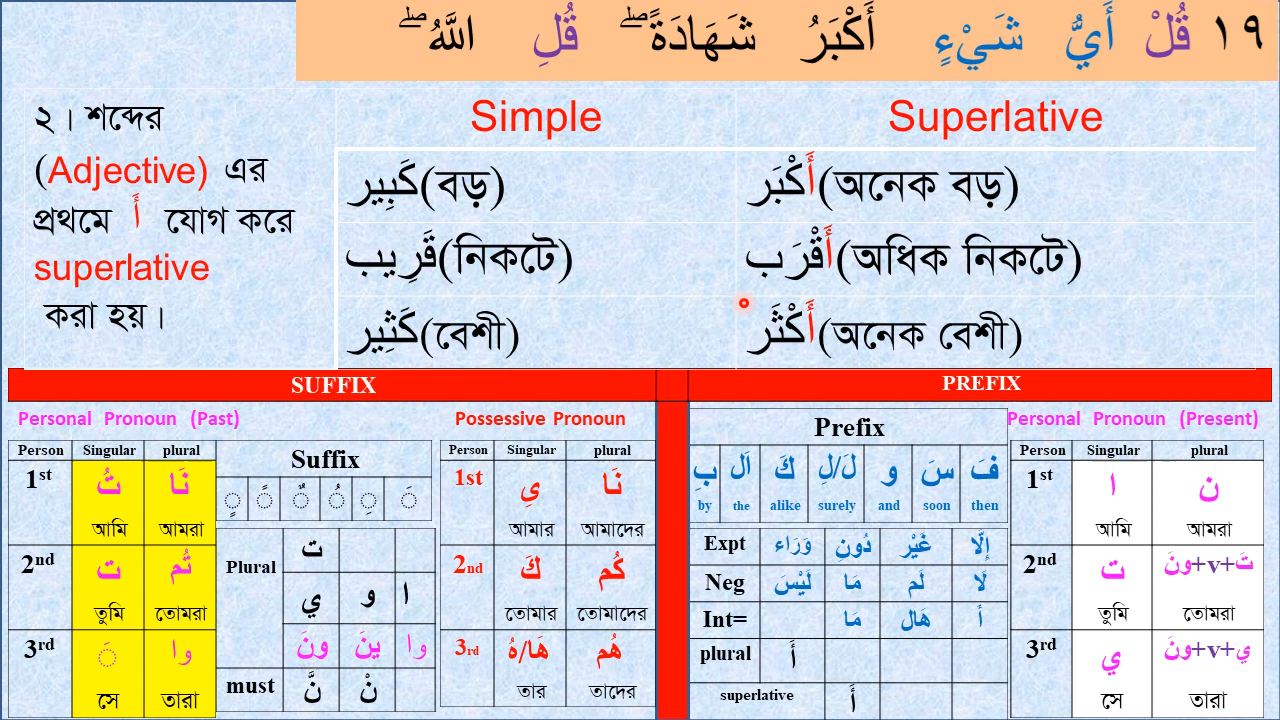 ١٩ قُلْ أَيُّ شَيْءٍ أَكْبَرُ شَهَادَةً ۖ قُلِ اللَّهُ ۖ
২। শব্দের
(Adjective) এর
প্রথমে أَ যোগ করে
superlative
করা হয়।
Simple Superlative
كَبِير(বড়) أَكْبَر(অনেক বড়)
قَرِيب(নিকটে) أَقْرَب(অধিক নিকটে)
كَثِير(বেশী) أَكْثَر(অনেক বেশী)
SUFFIX
Personal Pronoun (Past)
Person Singular plural
1st تُ نَا
আমি আমরা
2nd ت تُم
তুমি তোমরা
3rd ◌َ وا
সে তারা
Suffix
◌ٍ ◌ً ◌ٌ ◌ُ ◌ِ ◌َ
Plural ت
ي و ا
ونَ ينَ وا
must نَّ نْ
Possessive Pronoun
Person Singular plural
1st ي نَا
আমার আমাদের
2nd كَ كُم
তোমার তোমাদের
3rd هَا/هُ هُم
তার তাদের
PREFIX
Prefix
بِ اَل كَ لَ/لِ و سَ فَ
by the alike surely and soon then
Expt وَرَاء دُونِ غَيْر إِلَّا
Neg لَيْسَ مَا لَم لَا
Int= مَا هَال أَ
plural أَ
superlative أَ
Personal Pronoun (Present)
Person Singular plural
1st ا ن
আমি আমরা
2nd ت تَ+v+ونَ
তুমি তোমরা
3rd ي ي+v+ونَ
সে তারা